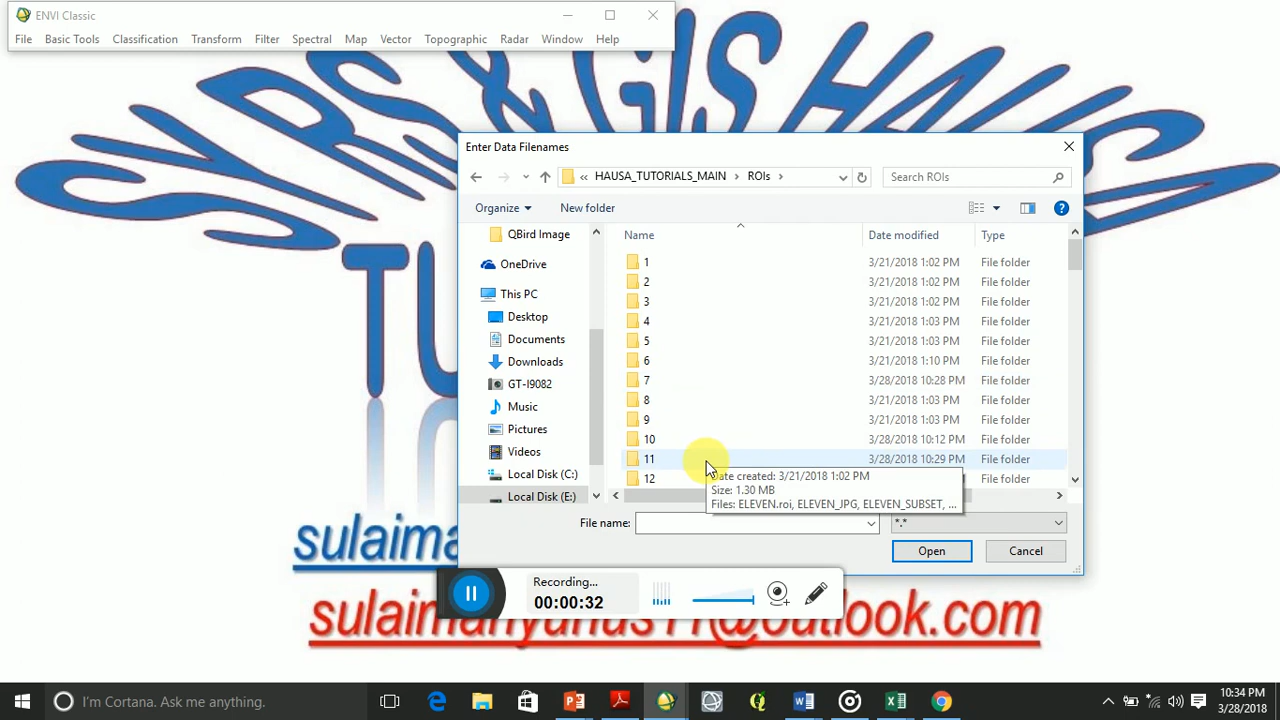 ENVI Classic
File Basic Tools Classification Transform Filter Spectral Map Vector Topographic Radar Window Help
SY RS & GIS HAUSA
Enter Data Filenames
« HAUSA_TUTORIALS_MAIN ROIs
Search ROIs
Organize New folder
QBird Image
OneDrive
This PC
Desktop
Documents
Downloads
GT-I9082
Music
Pictures
Videos
Local Disk (C:)
Local Disk (E:)
Name Date modified Type
1 3/21/2018 1:02 PM File folder
2 3/21/2018 1:02 PM File folder
3 3/21/2018 1:02 PM File folder
4 3/21/2018 1:03 PM File folder
5 3/21/2018 1:03 PM File folder
6 3/21/2018 1:10 PM File folder
7 3/28/2018 10:28 PM File folder
8 3/21/2018 1:03 PM File folder
9 3/21/2018 1:03 PM File folder
10 3/28/2018 10:12 PM File folder
11 3/28/2018 10:29 PM File folder
12
Date created: 3/21/2018 1:02 PM
Size: 1.30 MB
Files: ELEVEN.roi, ELEVEN_JPG, ELEVEN_SUBSET, ...
File name: *.*
Open Cancel
Recording...
00:00:32
I'm Cortana. Ask me anything.
10:34 PM
3/28/2018